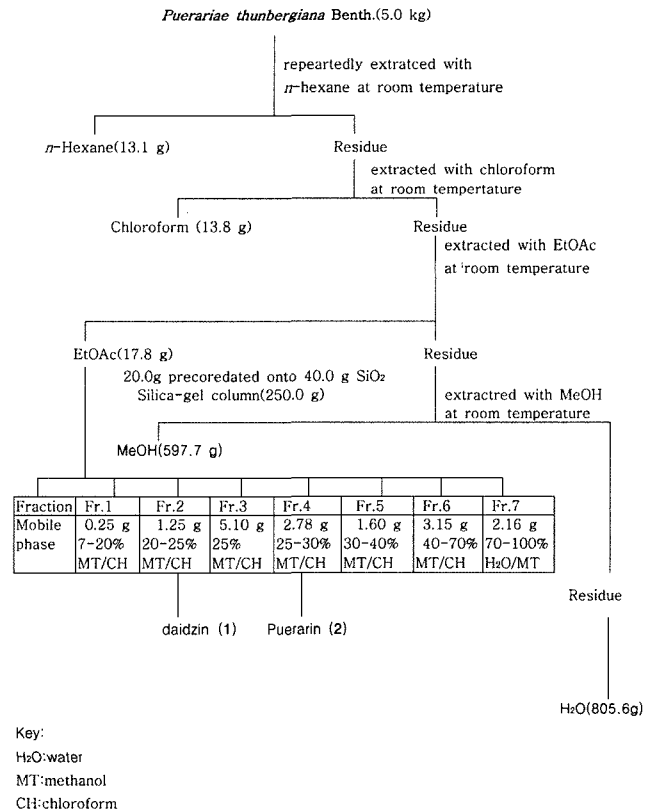 Puerariae thunbergiana Benth.(5.0 kg)
repeartedly extratced with
n-hexane at room temperature
n-Hexane(13.1 g)
Residue
extracted with chloroform
at room tempertature
Chloroform (13.8 g)
Residue
extracted with EtOAc
at room temperature
EtOAc(17.8 g)
Residue
20.0g precoredated onto 40.0 g SiO2
Silica-gel column(250.0 g)
extractred with MeOH
at room temperature
MeOH(597.7 g)
Fraction Fr.1 Fr.2 Fr.3 Fr.4 Fr.5 Fr.6 Fr.7
Mobile 0.25 g 1.25 g 5.10 g 2.78 g 1.60 g 3.15 g 2.16 g
phase 7-20% 20-25% 25% 25-30% 30-40% 40-70% 70-100%
MT/CH MT/CH MT/CH MT/CH MT/CH MT/CH H2O/MT
Residue
daidzin (1) Puerarin (2)
H2O(805.6g)
Key:
H2O:water
MT:methanol
CH:chloroform